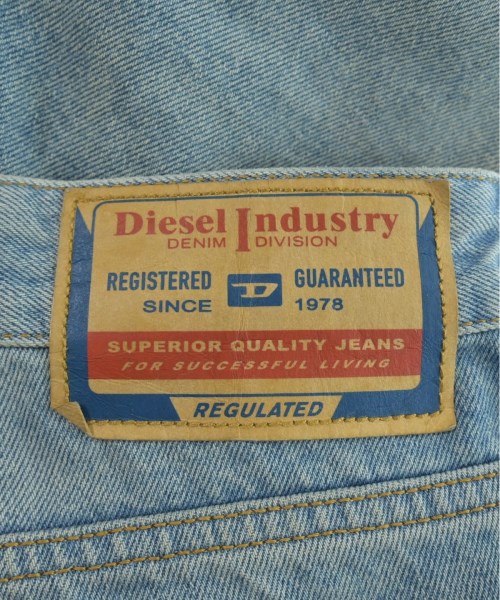 Diesel Industry
DENIM DIVISION
REGISTERED GUARANTEED
SINCE D 1978
SUPERIOR QUALITY JEANS
FOR SUCCESSFUL LIVING
REGULATED